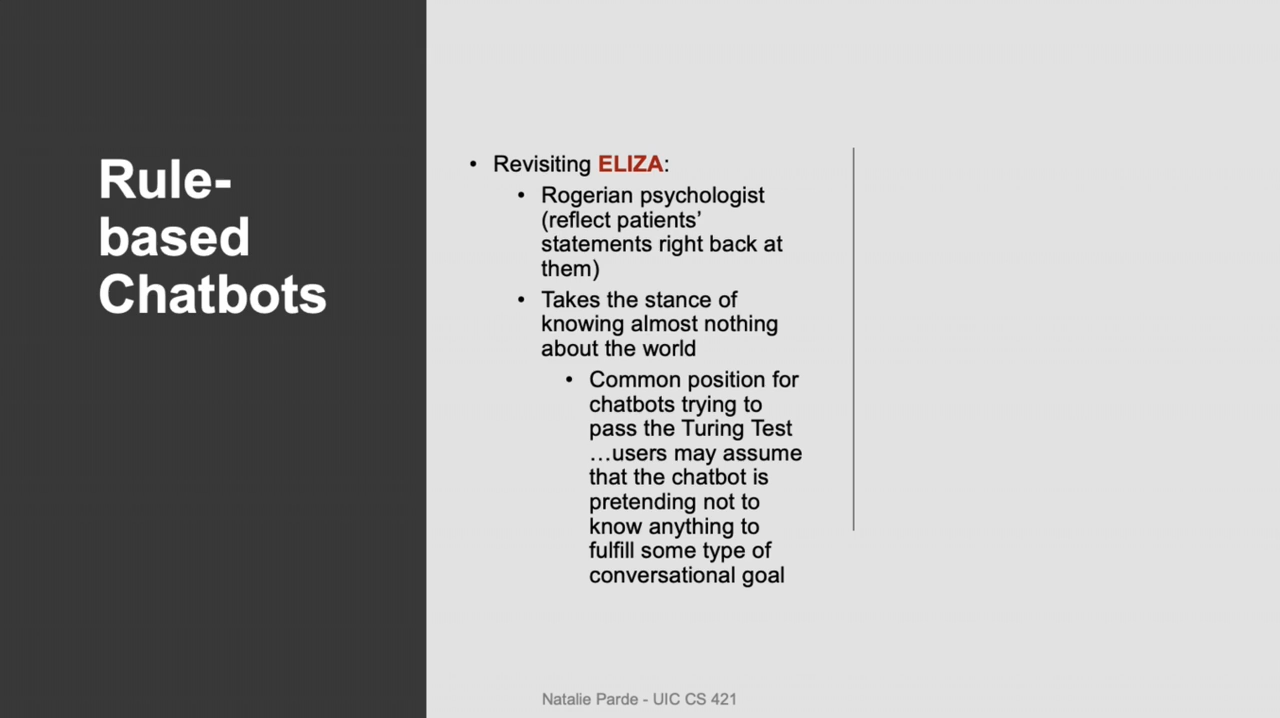 Rule-
based
Chatbots
• Revisiting ELIZA:
• Rogerian psychologist
(reflect patients’
statements right back at
them)
• Takes the stance of
knowing almost nothing
about the world
• Common position for
chatbots trying to
pass the Turing Test
…users may assume
that the chatbot is
pretending not to
know anything to
fulfill some type of
conversational goal
Natalie Parde - UIC CS 421